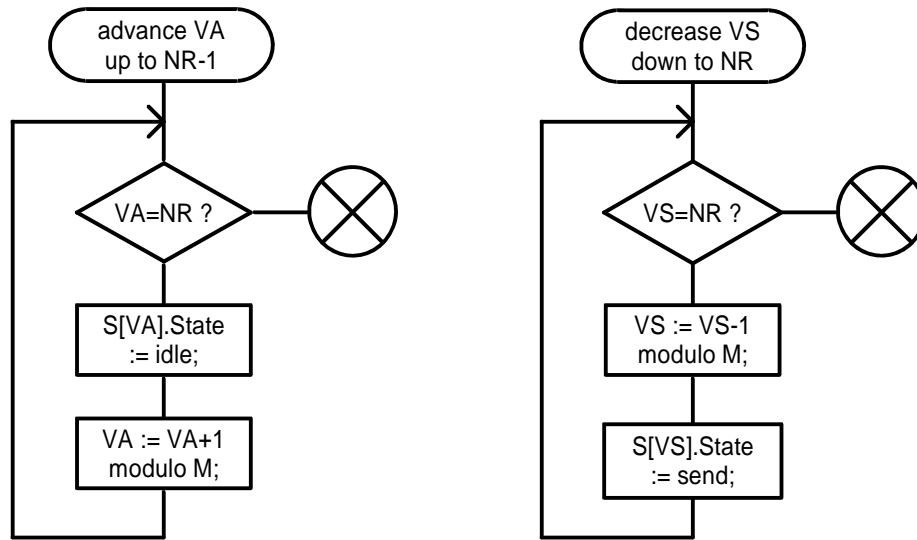 advance VA
up to NR-1
VA=NR ?
S[VA].State
:= idle;
VA := VA+1
modulo M;
decrease VS
down to NR
VS=NR ?
VS := VS-1
modulo M;
S[VS].State
:= send;